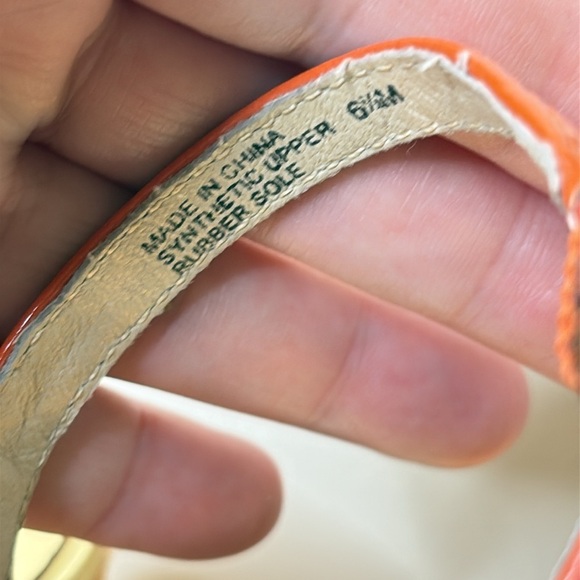 MADE IN CHINA
SYNTHETIC UPPER 6½M
RUBBER SOLE